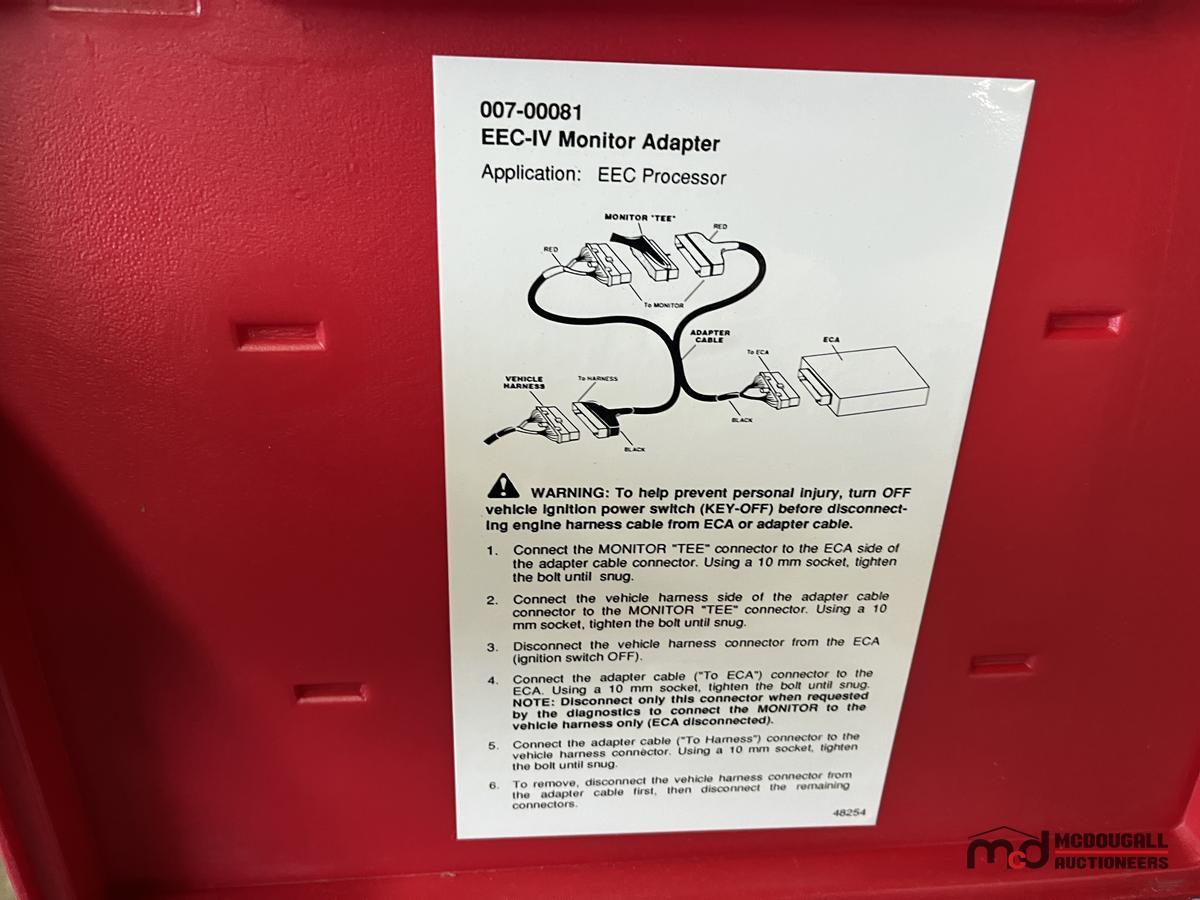 007-00081
EEC-IV Monitor Adapter
Application: EEC Processor
MONITOR "TEE"
RED
RED
To MONITOR
ADAPTER
CABLE
ECA
To ECA
VEHICLE
HARNESS
To HARNESS
BLACK
BLACK
WARNING: To help prevent personal injury, turn OFF
vehicle ignition power switch (KEY-OFF) before disconnect-
ing engine harness cable from ECA or adapter cable.
1. Connect the MONITOR "TEE" connector to the ECA side of
the adapter cable connector. Using a 10 mm socket, tighten
the bolt until snug.
2. Connect the vehicle harness side of the adapter cable
connector to the MONITOR "TEE" connector. Using a 10
mm socket, tighten the bolt until snug.
3. Disconnect the vehicle harness connector from the ECA
(ignition switch OFF).
4. Connect the adapter cable ("To ECA") connector to the
ECA. Using a 10 mm socket, tighten the bolt until snug.
NOTE: Disconnect only this connector when requested
by the diagnostics to connect the MONITOR to the
vehicle harness only (ECA disconnected).
5. Connect the adapter cable ("To Harness") connector to the
vehicle harness connector. Using a 10 mm socket, tighten
the bolt until snug.
6. To remove, disconnect the vehicle harness connector from
the adapter cable first, then disconnect the remaining
connectors.
48254
mcd MCDOUGALL
AUCTIONEERS